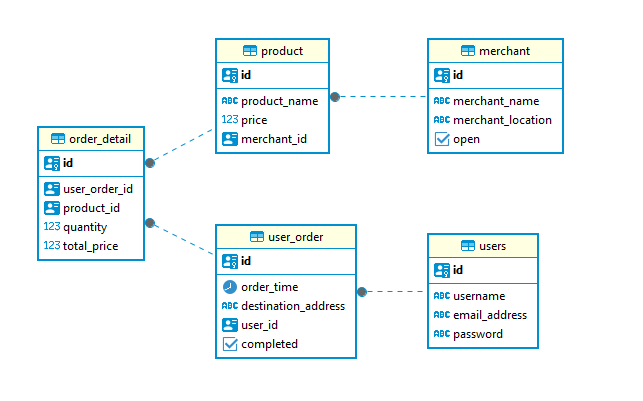 product
id
ABC product_name
123 price
merchant_id
merchant
id
ABC merchant_name
ABC merchant_location
open
order_detail
id
user_order_id
product_id
123 quantity
123 total_price
user_order
id
order_time
ABC destination_address
user_id
completed
users
id
ABC username
ABC email_address
ABC password